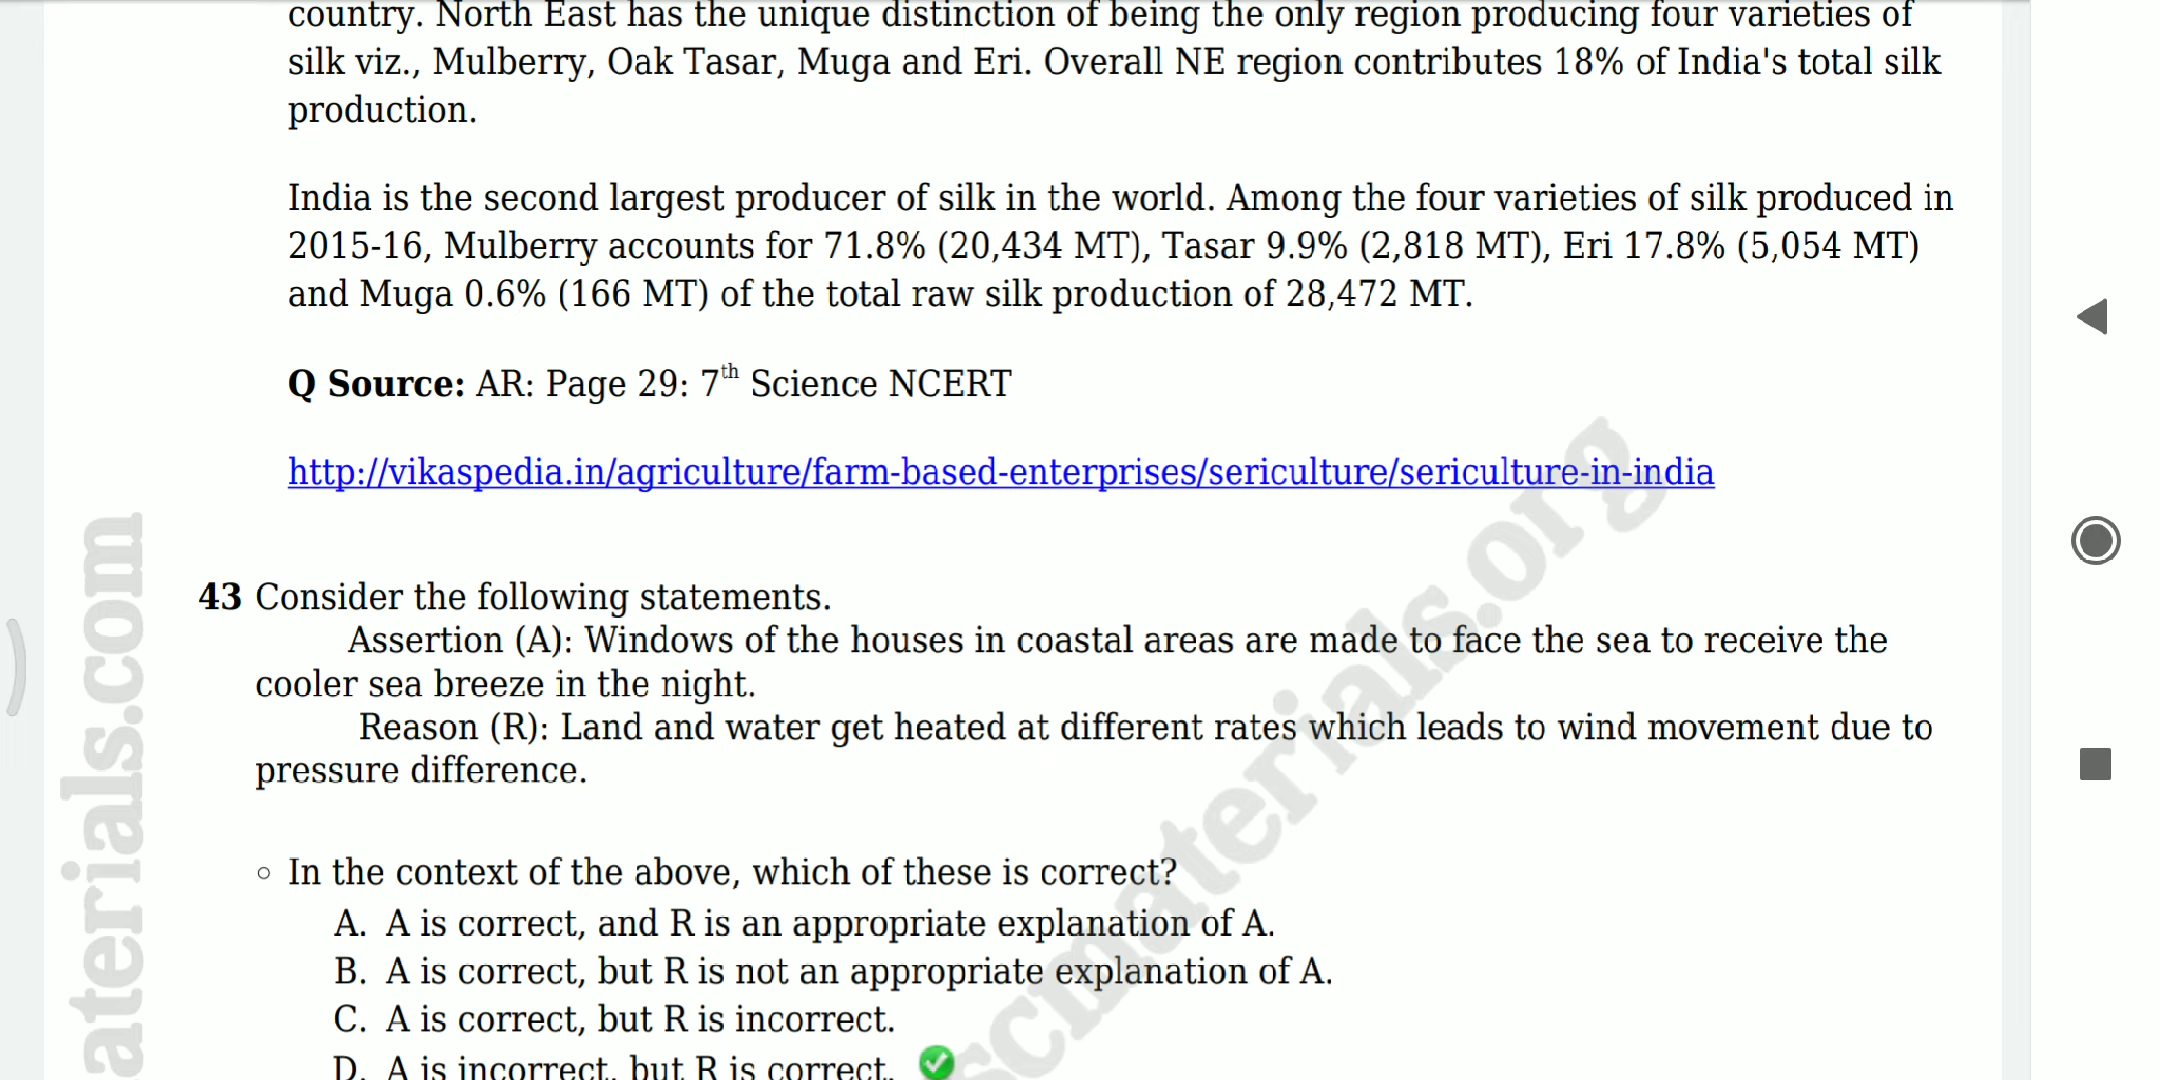 country. North East has the unique distinction of being the only region producing four varieties of
silk viz., Mulberry, Oak Tasar, Muga and Eri. Overall NE region contributes 18% of India's total silk
production.
India is the second largest producer of silk in the world. Among the four varieties of silk produced in
2015-16, Mulberry accounts for 71.8% (20,434 MT), Tasar 9.9% (2,818 MT), Eri 17.8% (5,054 MT)
and Muga 0.6% (166 MT) of the total raw silk production of 28,472 MT.
Q Source: AR: Page 29: 7th Science NCERT
http://vikaspedia.in/agriculture/farm-based-enterprises/sericulture/sericulture-in-india
43 Consider the following statements.
Assertion (A): Windows of the houses in coastal areas are made to face the sea to receive the
cooler sea breeze in the night.
Reason (R): Land and water get heated at different rates which leads to wind movement due to
pressure difference.
◦ In the context of the above, which of these is correct?
A. A is correct, and R is an appropriate explanation of A.
B. A is correct, but R is not an appropriate explanation of A.
C. A is correct, but R is incorrect.
D. A is incorrect, but R is correct.
aterials.com
scmaterials.org